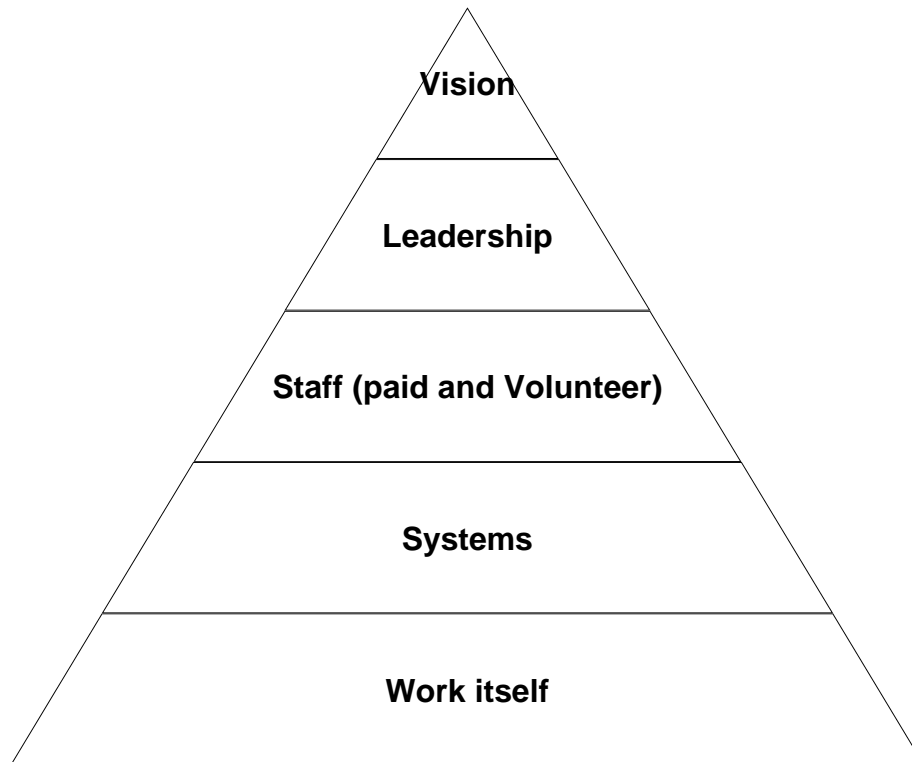 Vision
Leadership
Staff (paid and Volunteer)
Systems
Work itself